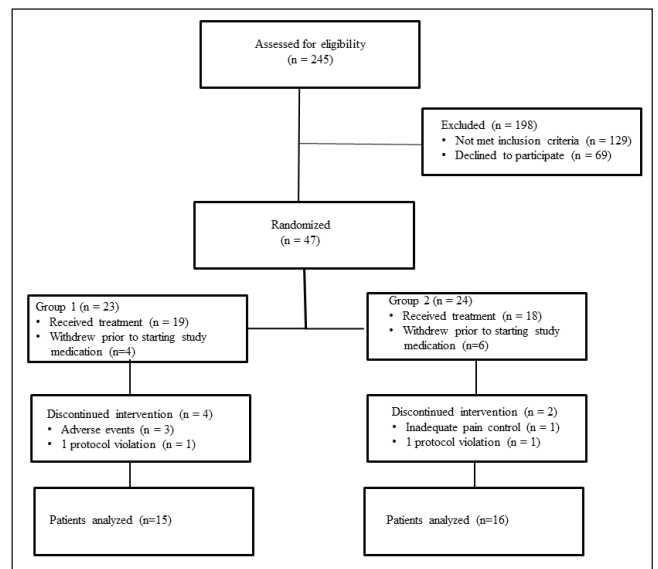 Assessed for eligibility
(n = 245)
Excluded (n = 198)
• Not met inclusion criteria (n = 129)
• Declined to participate (n = 69)
Randomized
(n = 47)
Group 1 (n = 23)
• Received treatment (n = 19)
• Withdrew prior to starting study
medication (n=4)
Group 2 (n = 24)
• Received treatment (n = 18)
• Withdrew prior to starting study
medication (n=6)
Discontinued intervention (n = 4)
• Adverse events (n = 3)
• 1 protocol violation (n = 1)
Discontinued intervention (n = 2)
• Inadequate pain control (n = 1)
• 1 protocol violation (n = 1)
Patients analyzed (n=15)
Patients analyzed (n=16)